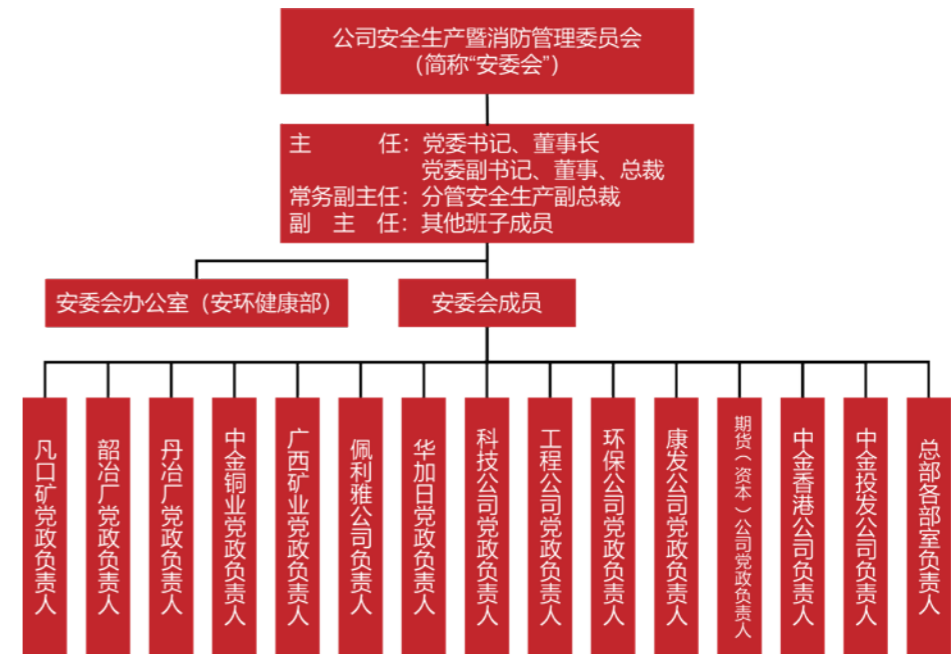 公司安全生产暨消防管理委员会
（简称“安委会”）
主　　　任：党委书记、董事长
党委副书记、董事、总裁
常务副主任：分管安全生产副总裁
副　主　任：其他班子成员
安委会办公室（安环健康部）
安委会成员
凡口矿党政负责人
韶冶厂党政负责人
丹冶厂党政负责人
中金铜业党政负责人
广西矿业党政负责人
佩利雅公司负责人
华加日党政负责人
科技公司党政负责人
工程公司党政负责人
环保公司党政负责人
康发公司党政负责人
期货（资本）公司党政负责人
中金香港公司负责人
中金投发公司负责人
总部各部室负责人